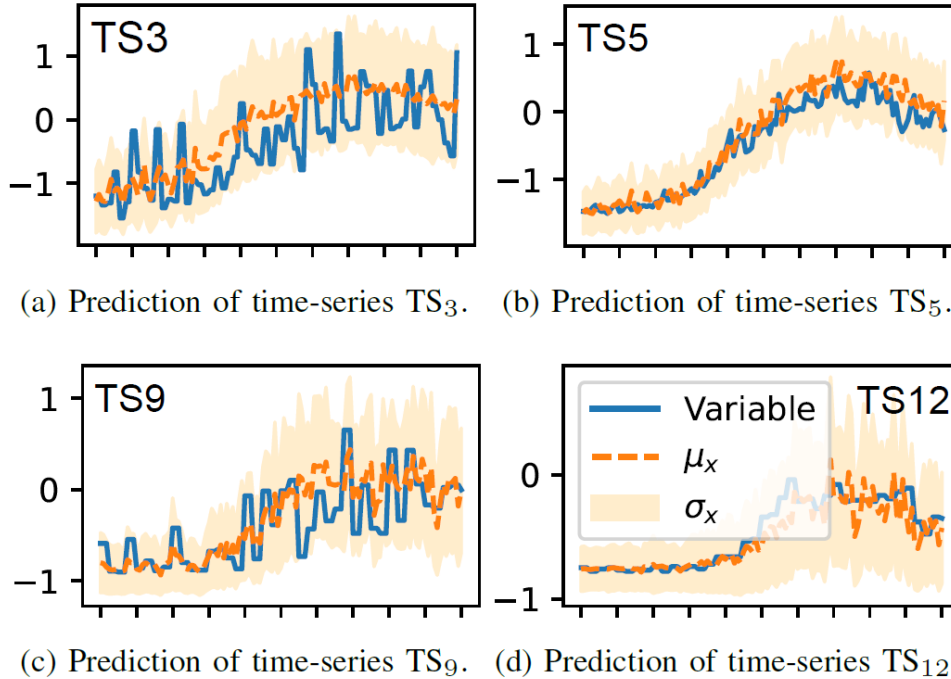 TS3
1
0
−1
(a) Prediction of time-series TS₃.
TS5
1
0
−1
(b) Prediction of time-series TS₅.
TS9
1
0
−1
(c) Prediction of time-series TS₉.
TS12
Variable
μₓ
σₓ
0
−1
(d) Prediction of time-series TS₁₂